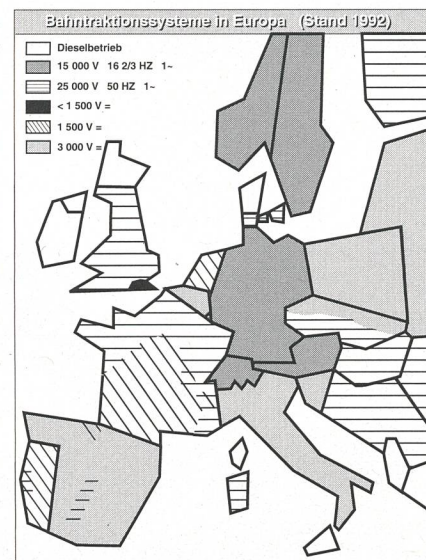 Bahntraktionssysteme in Europa (Stand 1992)
Dieselbetrieb
15 000 V 16 2/3 HZ 1~
25 000 V 50 HZ 1~
< 1 500 V =
1 500 V =
3 000 V =